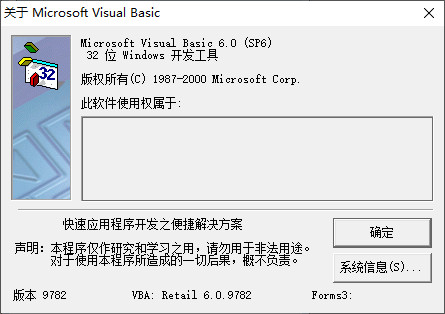 关于 Microsoft Visual Basic
32
Microsoft Visual Basic 6.0 (SP6)
32 位 Windows 开发工具
版权所有(C) 1987-2000 Microsoft Corp.
此软件使用权属于:
快速应用程序开发之便捷解决方案
声明: 本程序仅作研究和学习之用,请勿用于非法用途。
对于使用本程序所造成的一切后果,概不负责。
确定
系统信息(S)...
版本 9782 VBA: Retail 6.0.9782 Forms3: